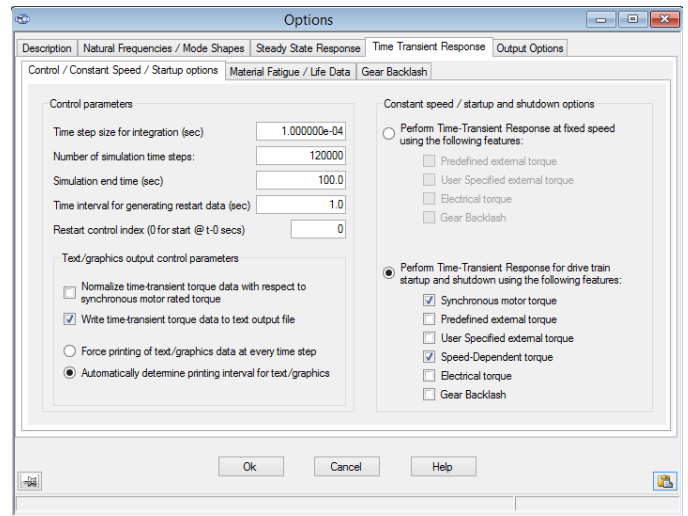 Options
Description Natural Frequencies / Mode Shapes Steady State Response Time Transient Response Output Options
Control / Constant Speed / Startup options Material Fatigue / Life Data Gear Backlash
Control parameters
Time step size for integration (sec) 1.000000e-04
Number of simulation time steps: 120000
Simulation end time (sec) 100.0
Time interval for generating restart data (sec) 1.0
Restart control index (0 for start @ t-0 secs) 0
Text/graphics output control parameters
Normalize time-transient torque data with respect to
synchronous motor rated torque
Write time-transient torque data to text output file
Force printing of text/graphics data at every time step
Automatically determine printing interval for text/graphics
Constant speed / startup and shutdown options
Perform Time-Transient Response at fixed speed
using the following features:
Predefined external torque
User Specified external torque
Electrical torque
Gear Backlash
Perform Time-Transient Response for drive train
startup and shutdown using the following features:
Synchronous motor torque
Predefined external torque
User Specified external torque
Speed-Dependent torque
Electrical torque
Gear Backlash
Ok Cancel Help